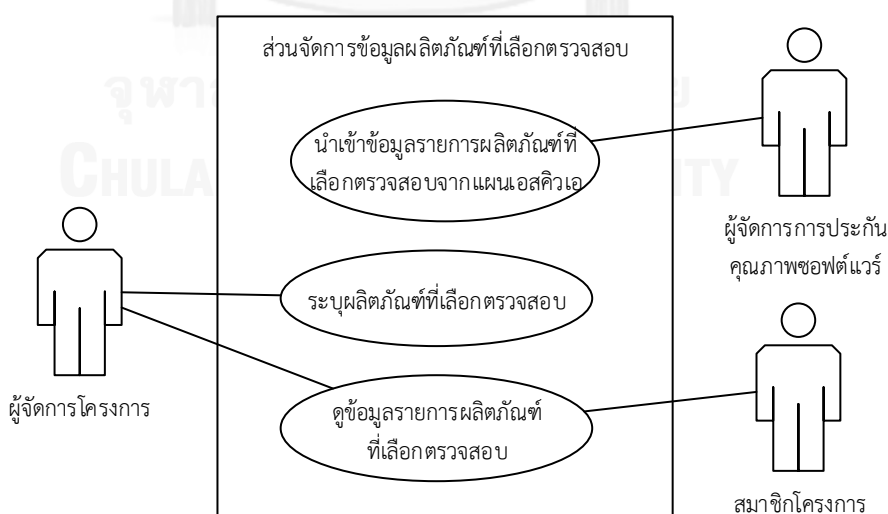 ส่วนจัดการข้อมูลผลิตภัณฑ์ที่เลือกตรวจสอบ
นำเข้าข้อมูลรายการผลิตภัณฑ์ที่
เลือกตรวจสอบจากแผนเอสคิวเอ
ผู้จัดการการประกัน
คุณภาพซอฟต์แวร์
ระบุผลิตภัณฑ์ที่เลือกตรวจสอบ
ผู้จัดการโครงการ
ดูข้อมูลรายการผลิตภัณฑ์
ที่เลือกตรวจสอบ
สมาชิกโครงการ